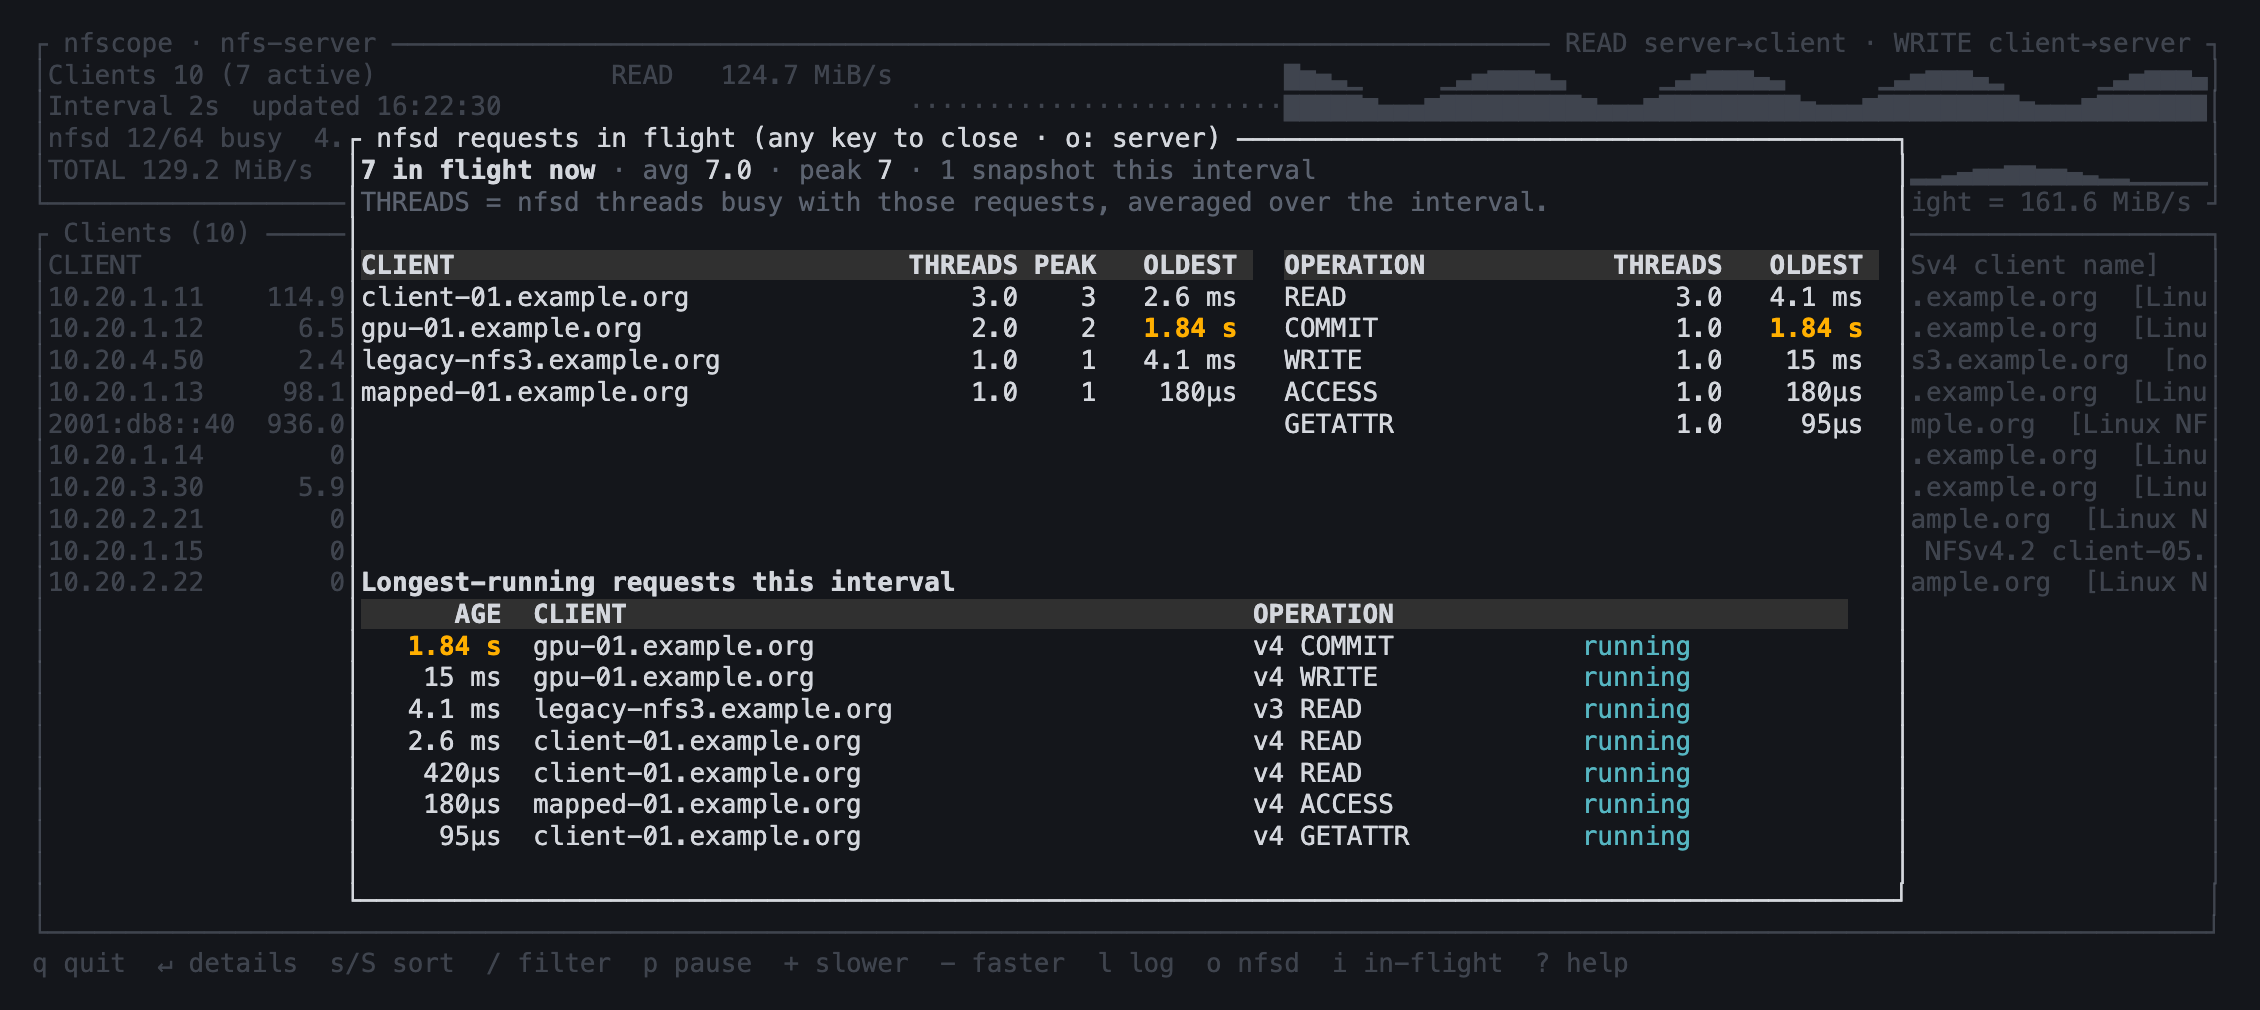 nfscope · nfs-server READ server→client · WRITE client→server
Clients 10 (7 active) READ 124.7 MiB/s
Interval 2s updated 16:22:30
nfsd 12/64 busy 4.
TOTAL 129.2 MiB/s
ight = 161.6 MiB/s
nfsd requests in flight (any key to close · o: server)
7 in flight now · avg 7.0 · peak 7 · 1 snapshot this interval
THREADS = nfsd threads busy with those requests, averaged over the interval.
CLIENT THREADS PEAK OLDEST
client-01.example.org 3.0 3 2.6 ms
gpu-01.example.org 2.0 2 1.84 s
legacy-nfs3.example.org 1.0 1 4.1 ms
mapped-01.example.org 1.0 1 180µs
OPERATION THREADS OLDEST
READ 3.0 4.1 ms
COMMIT 1.0 1.84 s
WRITE 1.0 15 ms
ACCESS 1.0 180µs
GETATTR 1.0 95µs
Longest-running requests this interval
AGE CLIENT OPERATION
1.84 s gpu-01.example.org v4 COMMIT running
15 ms gpu-01.example.org v4 WRITE running
4.1 ms legacy-nfs3.example.org v3 READ running
2.6 ms client-01.example.org v4 READ running
420µs client-01.example.org v4 READ running
180µs mapped-01.example.org v4 ACCESS running
95µs client-01.example.org v4 GETATTR running
Clients (10)
CLIENT Sv4 client name]
10.20.1.11 114.9 .example.org [Linu
10.20.1.12 6.5 .example.org [Linu
10.20.4.50 2.4 s3.example.org [no
10.20.1.13 98.1 .example.org [Linu
2001:db8::40 936.0 mple.org [Linux NF
10.20.1.14 0 .example.org [Linu
10.20.3.30 5.9 .example.org [Linu
10.20.2.21 0 ample.org [Linux N
10.20.1.15 0 NFSv4.2 client-05.
10.20.2.22 0 ample.org [Linux N
q quit ↵ details s/S sort / filter p pause + slower − faster l log o nfsd i in-flight ? help